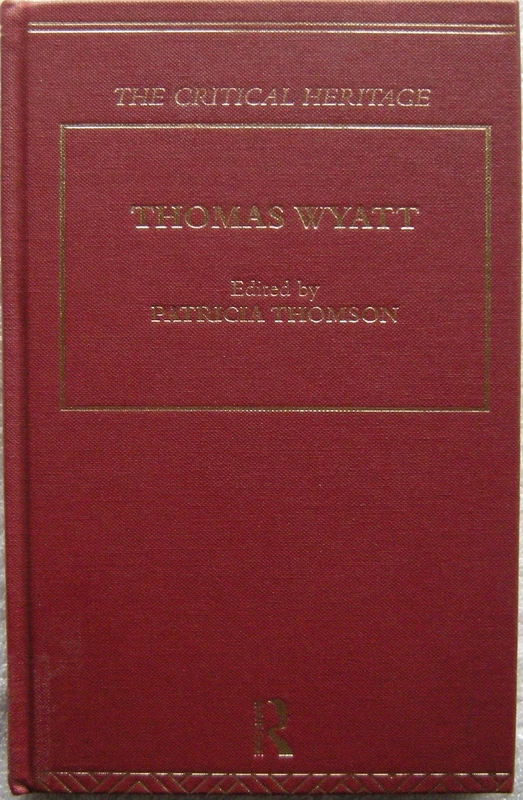 THE CRITICAL HERITAGE
THOMAS WYATT
Edited by
PATRICIA THOMSON
R